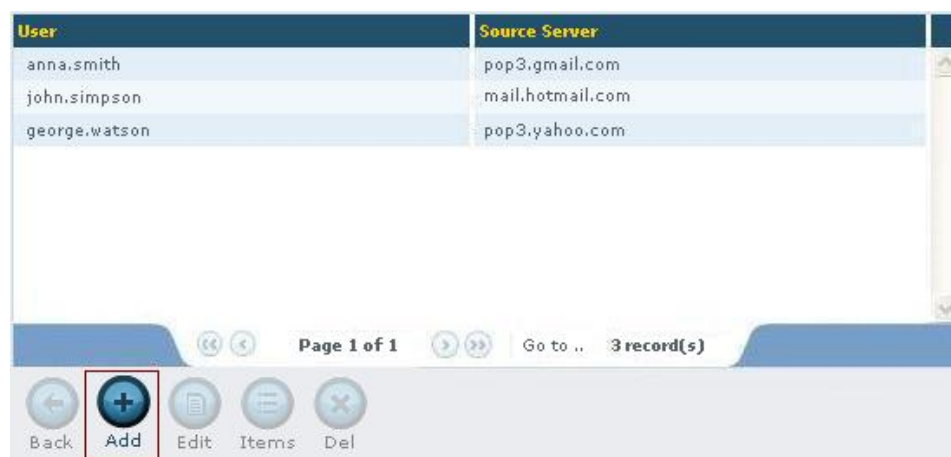 User Source Server
anna.smith pop3.gmail.com
john.simpson mail.hotmail.com
george.watson pop3.yahoo.com
Page 1 of 1 Go to .. 3 record(s)
Back Add Edit Items Del